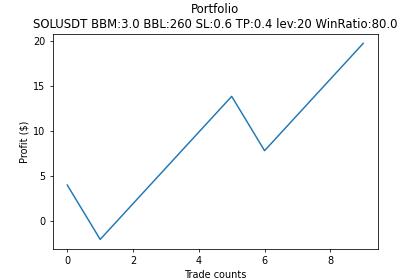 Portfolio
SOLUSDT BBM:3.0 BBL:260 SL:0.6 TP:0.4 lev:20 WinRatio:80.0
20
15
10
5
0
Profit ($)
0 2 4 6 8
Trade counts